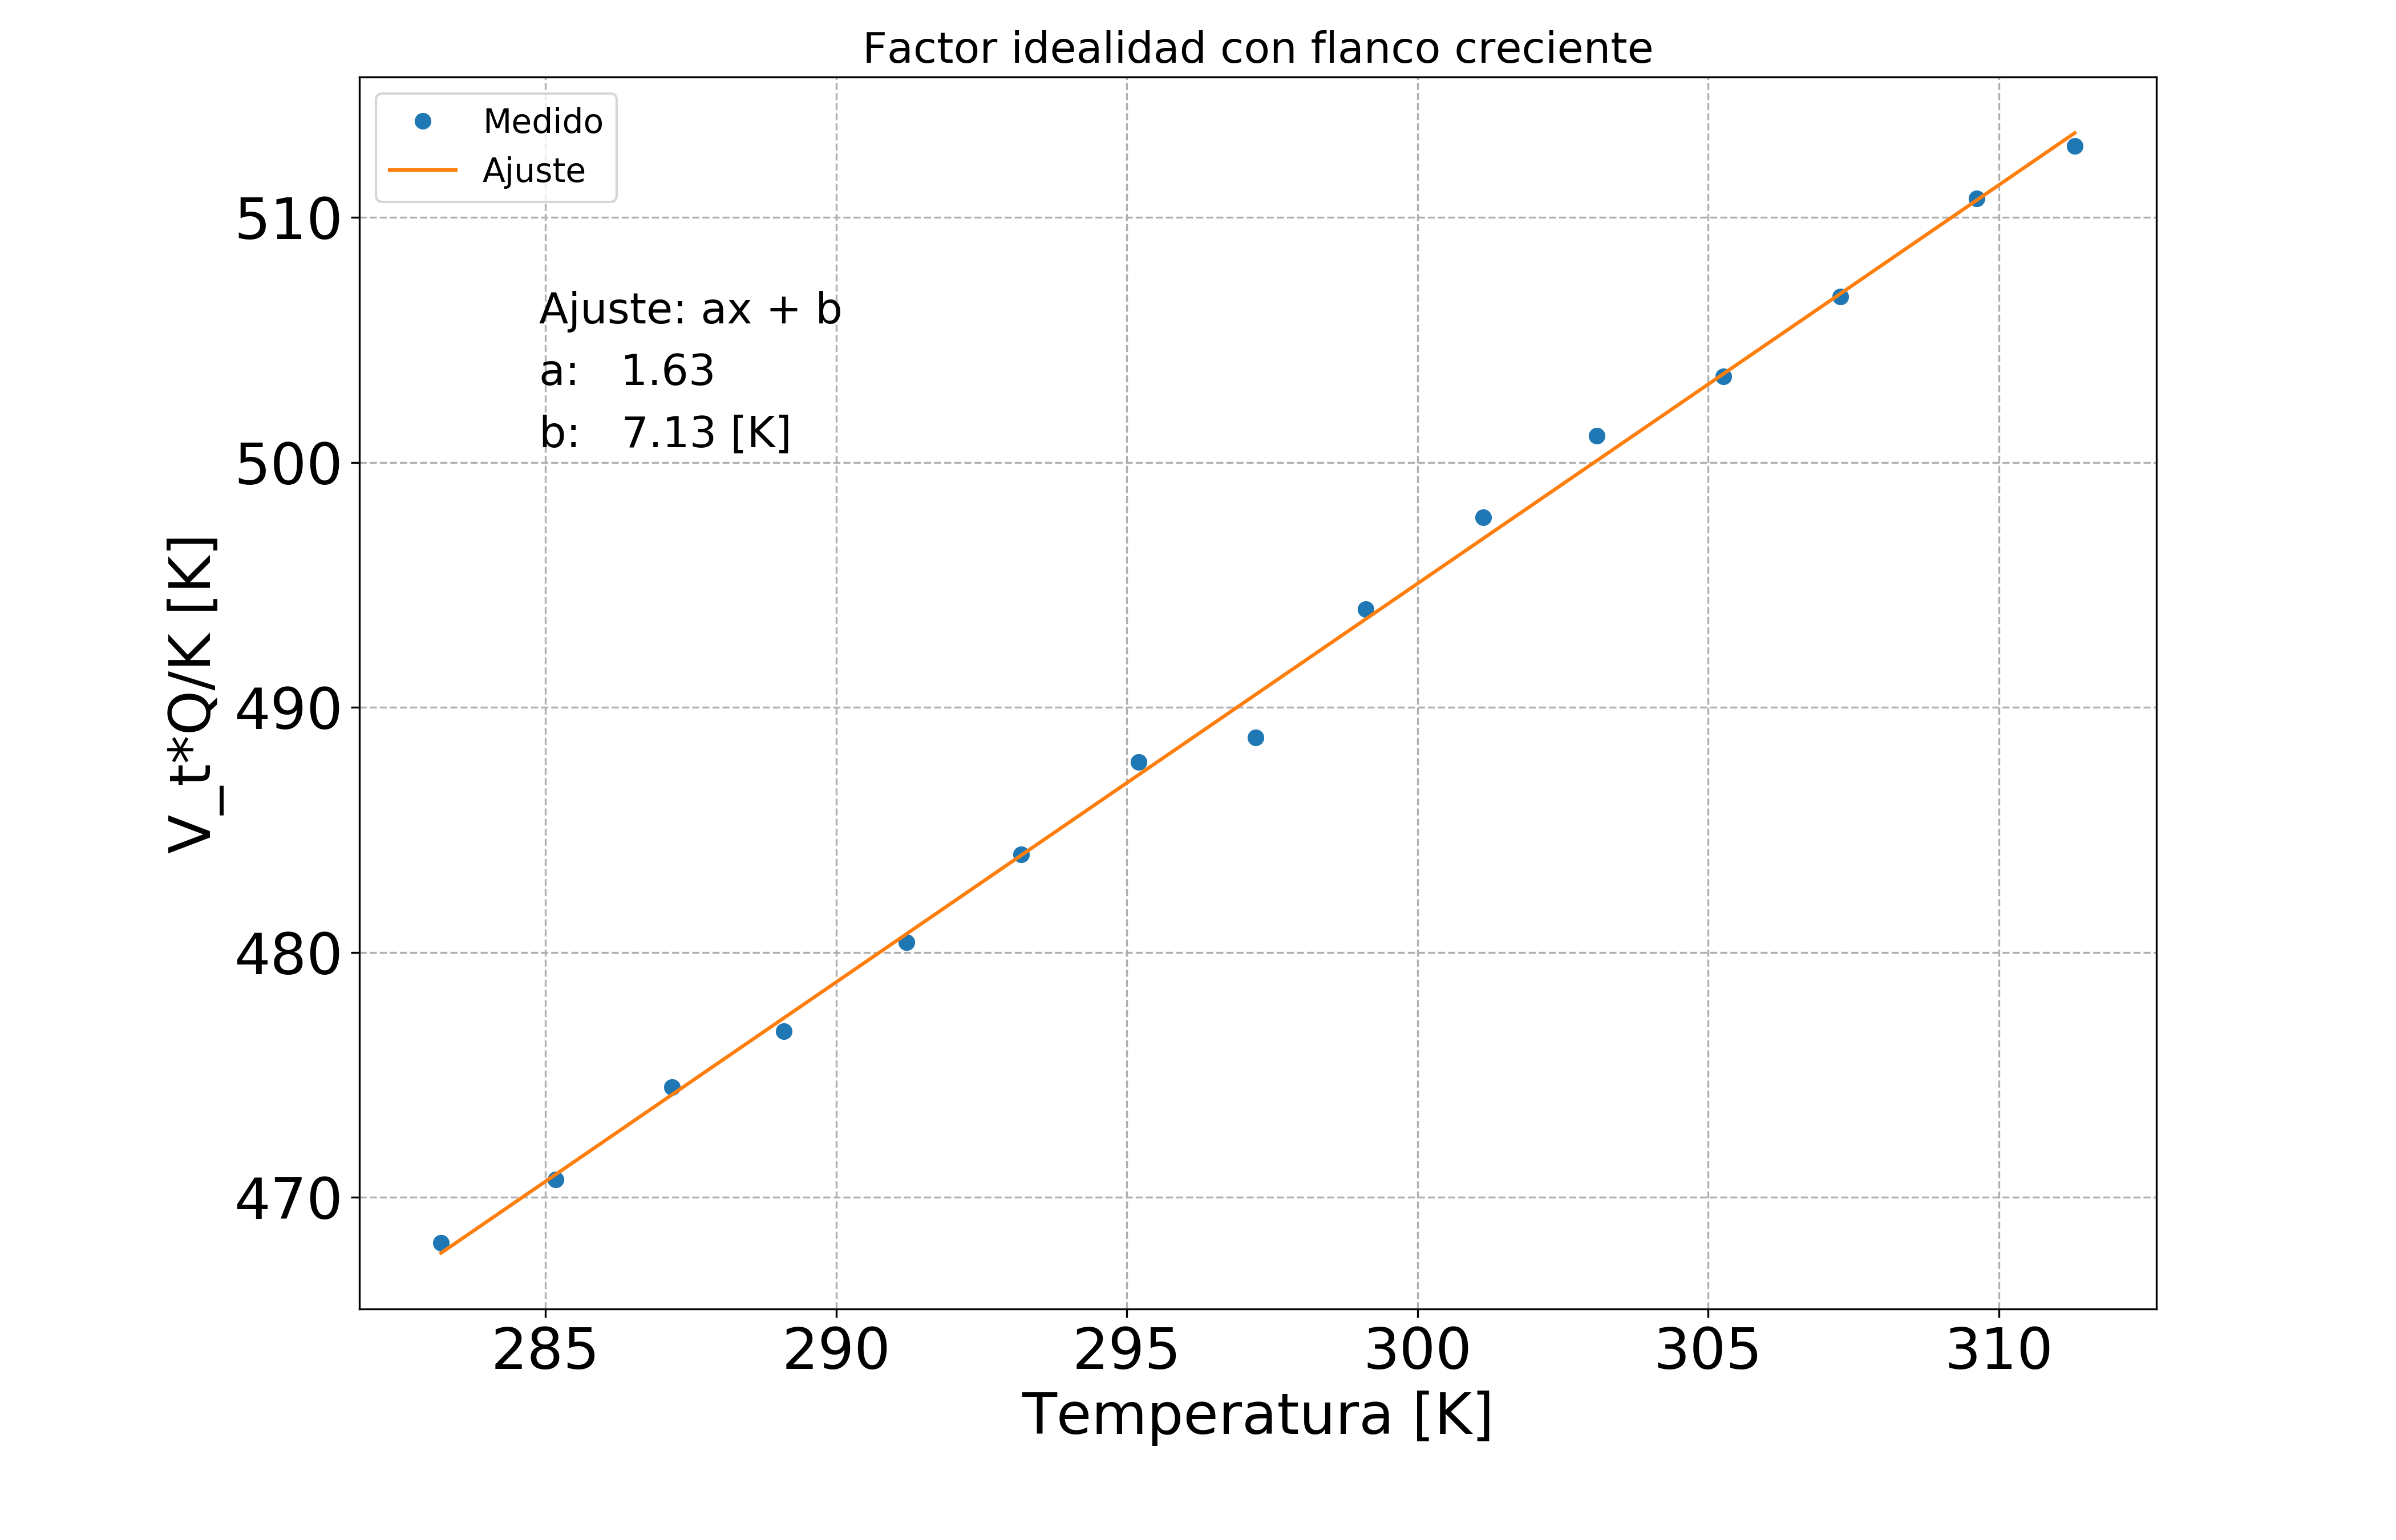 Factor idealidad con flanco creciente
Medido
Ajuste
Ajuste: ax + b
a: 1.63
b: 7.13 [K]
V_t*Q/K [K]
510
500
490
480
470
285 290 295 300 305 310
Temperatura [K]